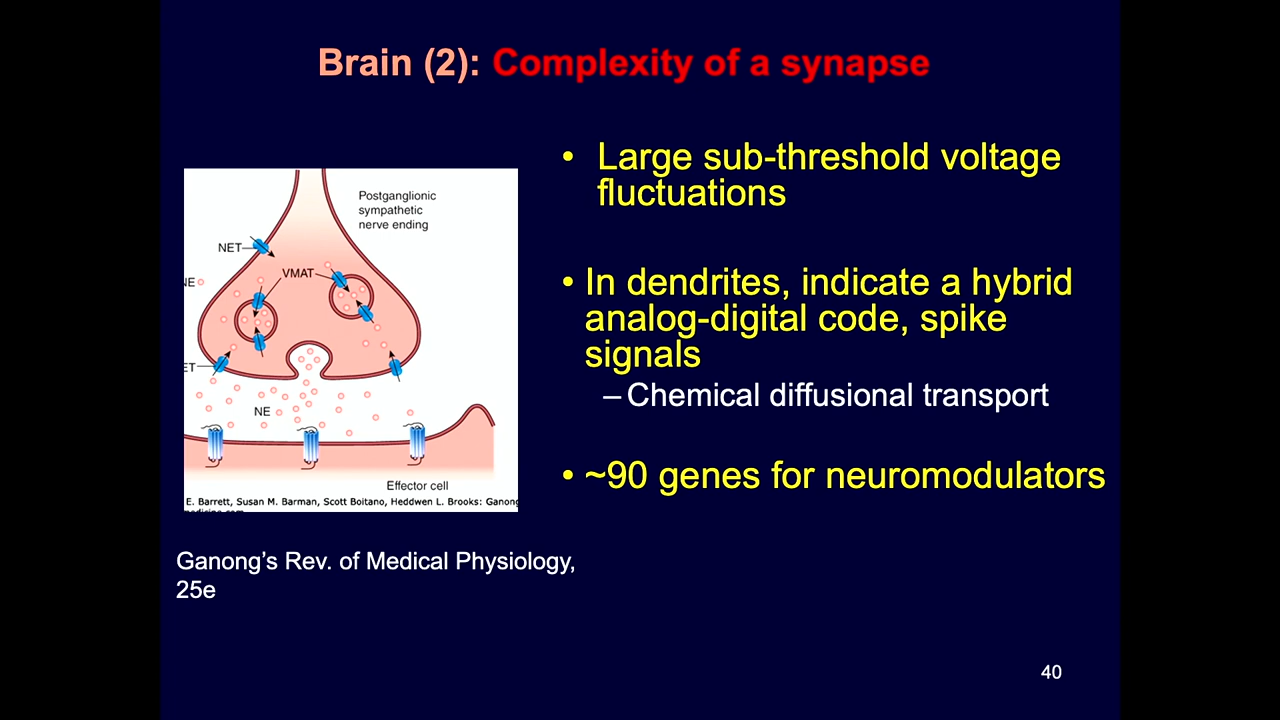 Brain (2): Complexity of a synapse
Postganglionic
sympathetic
nerve ending
NET
VMAT
NE
ET
NE
Effector cell
E. Barrett, Susan M. Barman, Scott Boitano, Heddwen L. Brooks: Ganong
Ganong's Rev. of Medical Physiology,
25e
• Large sub-threshold voltage
fluctuations
• In dendrites, indicate a hybrid
analog-digital code, spike
signals
– Chemical diffusional transport
• ~90 genes for neuromodulators
40